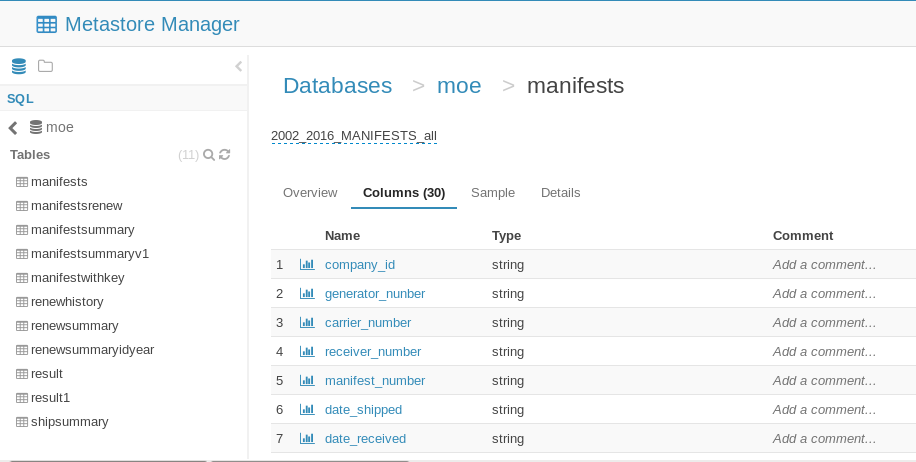 Metastore Manager
SQL
moe
Tables (11)
manifests
manifestsrenew
manifestsummary
manifestsummaryv1
manifestwithkey
renewhistory
renewsummary
renewsummaryidyear
result
result1
shipsummary
Databases > moe > manifests
2002_2016_MANIFESTS_all
Overview Columns (30) Sample Details
Name Type Comment
1 company_id string Add a comment...
2 generator_nunber string Add a comment...
3 carrier_number string Add a comment...
4 receiver_number string Add a comment...
5 manifest_number string Add a comment...
6 date_shipped string Add a comment...
7 date_received string Add a comment...